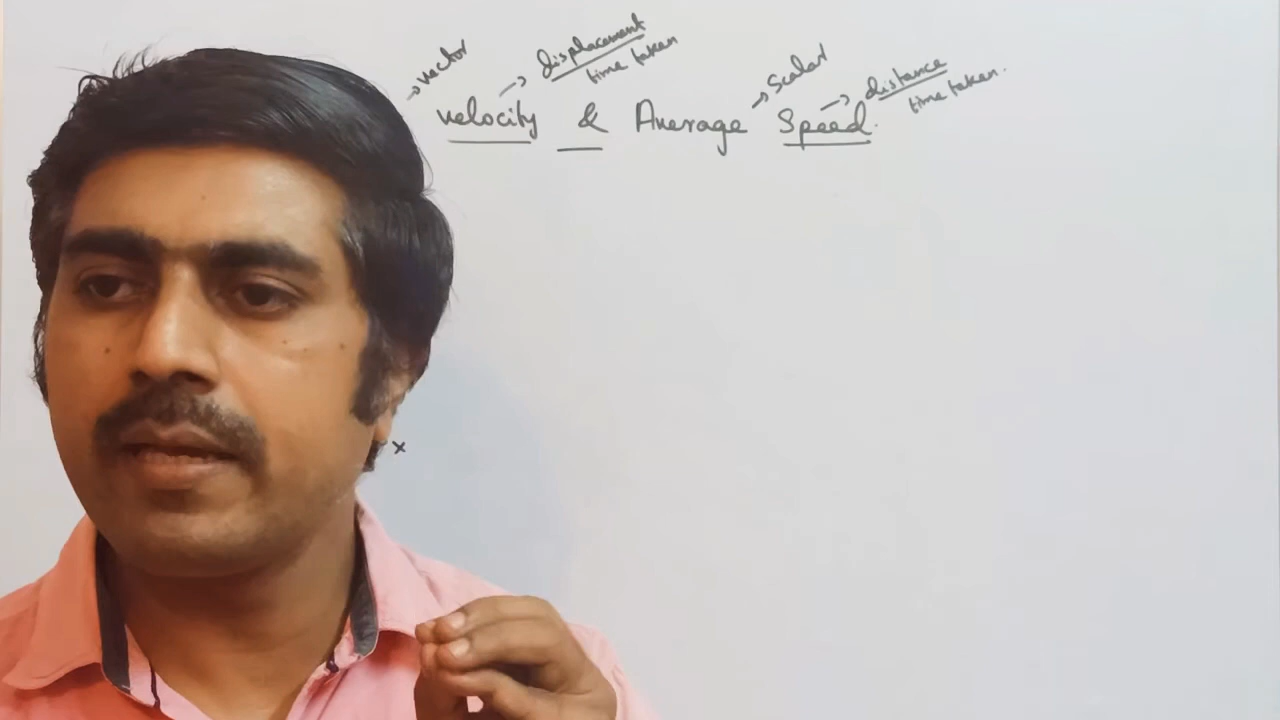 → vector → displacement → scalar → distance
time taken time taken.
velocity & Average Speed.
x